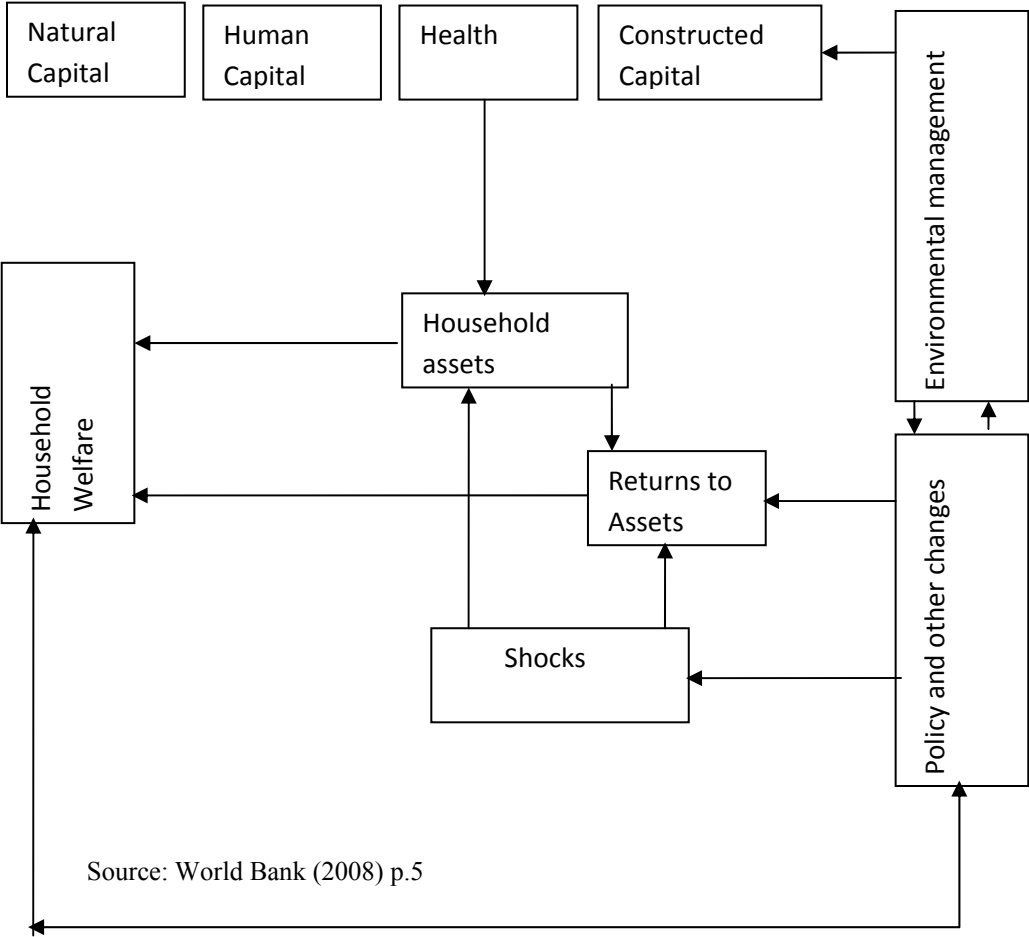 Natural
Capital
Human
Capital
Health
Constructed
Capital
Environmental management
Household
assets
Household
Welfare
Returns to
Assets
Policy and other changes
Shocks
Source: World Bank (2008) p.5